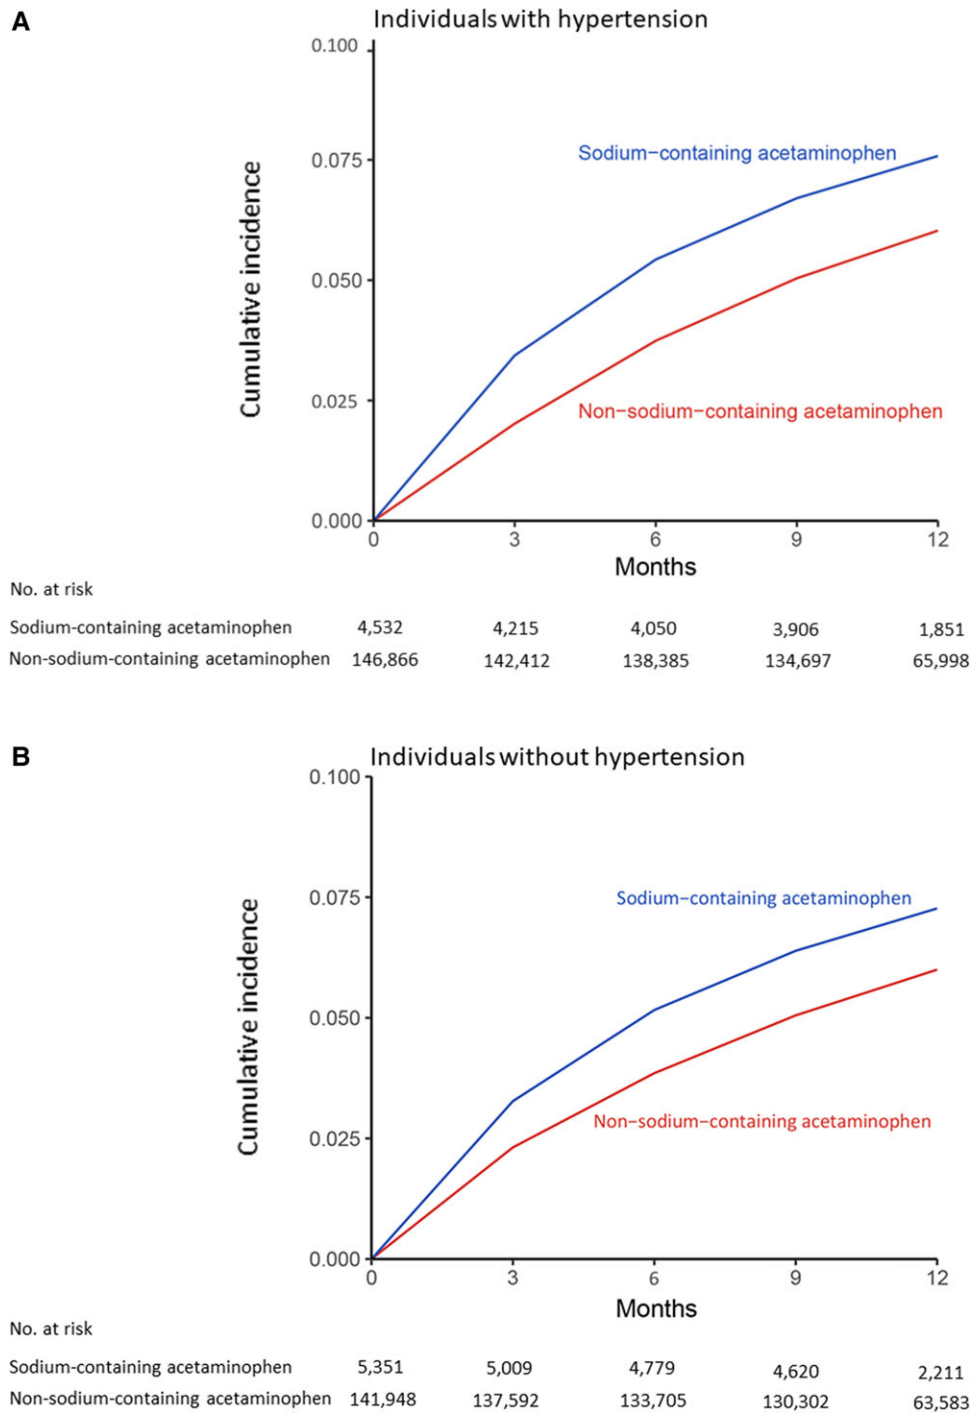 A
Individuals with hypertension
0.100
0.075
0.050
0.025
0.000
Cumulative incidence
Sodium−containing acetaminophen
Non−sodium−containing acetaminophen
0 3 6 9 12
Months
No. at risk
Sodium-containing acetaminophen 4,532 4,215 4,050 3,906 1,851
Non-sodium-containing acetaminophen 146,866 142,412 138,385 134,697 65,998
B
Individuals without hypertension
0.100
0.075
0.050
0.025
0.000
Cumulative incidence
Sodium−containing acetaminophen
Non−sodium−containing acetaminophen
0 3 6 9 12
Months
No. at risk
Sodium-containing acetaminophen 5,351 5,009 4,779 4,620 2,211
Non-sodium-containing acetaminophen 141,948 137,592 133,705 130,302 63,583